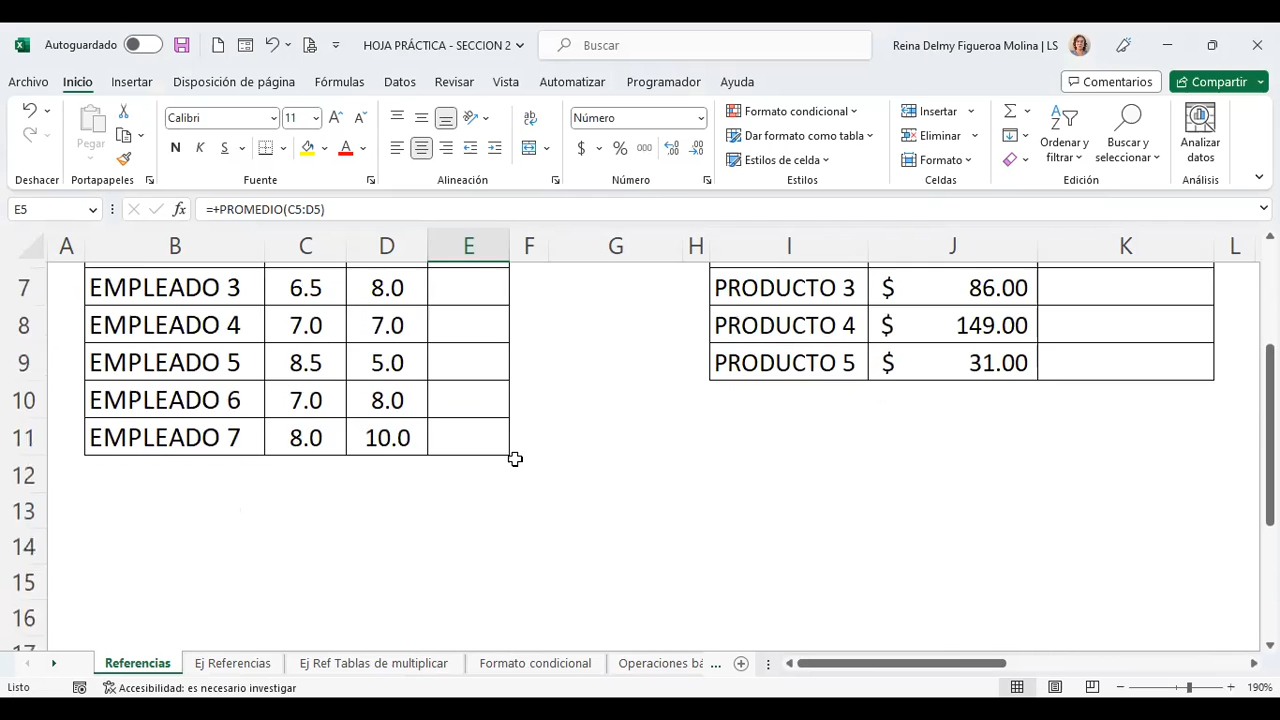 Autoguardado
HOJA PRÁCTICA - SECCION 2
Buscar
Reina Delmy Figueroa Molina | LS
Archivo Inicio Insertar Disposición de página Fórmulas Datos Revisar Vista Automatizar Programador Ayuda
Comentarios Compartir
Pegar
Calibri 11
N K S A
ab
Número
$ % 000
Formato condicional
Dar formato como tabla
Estilos de celda
Insertar
Eliminar
Formato
Ordenar y filtrar
Buscar y seleccionar
Analizar datos
Deshacer Portapapeles Fuente Alineación Número Estilos Celdas Edición Análisis
E5 fx =+PROMEDIO(C5:D5)
A B C D E F G H I J K L
7 EMPLEADO 3 6.5 8.0 PRODUCTO 3 $ 86.00
8 EMPLEADO 4 7.0 7.0 PRODUCTO 4 $ 149.00
9 EMPLEADO 5 8.5 5.0 PRODUCTO 5 $ 31.00
10 EMPLEADO 6 7.0 8.0
11 EMPLEADO 7 8.0 10.0
12
13
14
15
16
17
Referencias Ej Referencias Ej Ref Tablas de multiplicar Formato condicional Operaciones bá ...
Listo Accesibilidad: es necesario investigar 190%